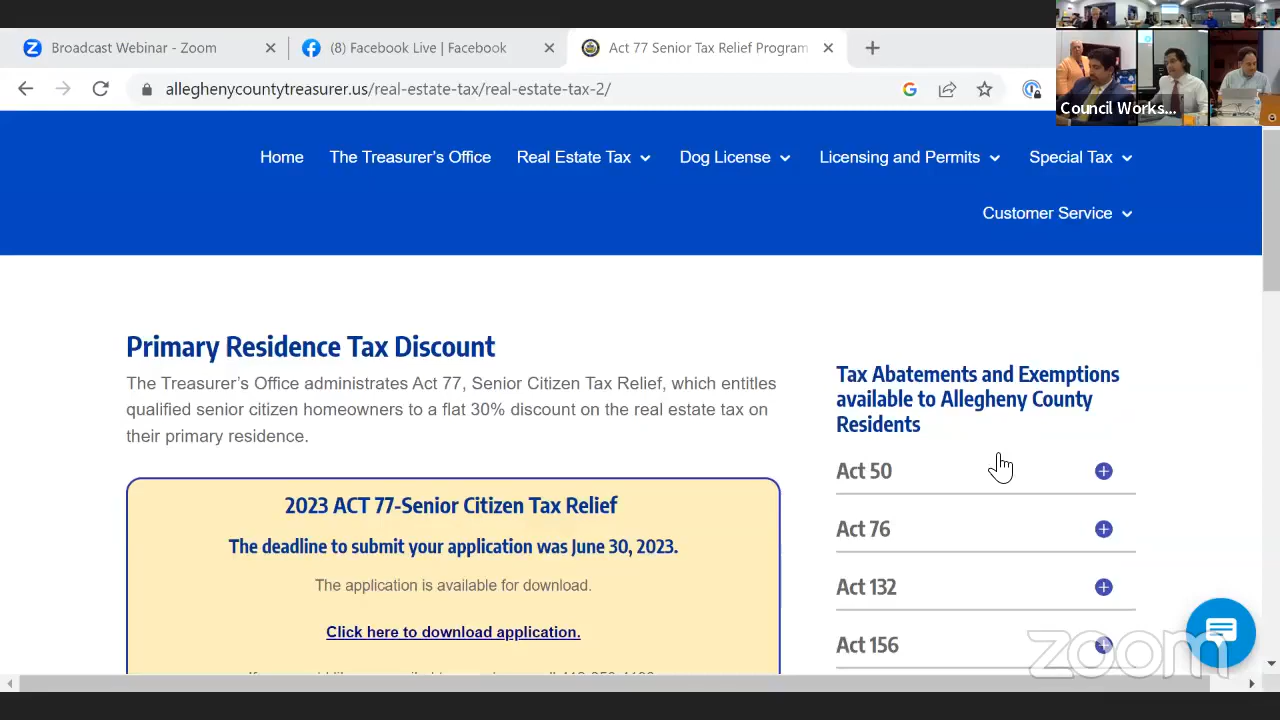 Broadcast Webinar - Zoom
(8) Facebook Live | Facebook
Act 77 Senior Tax Relief Program
alleghenycountytreasurer.us/real-estate-tax/real-estate-tax-2/
Council Works...
Home
The Treasurer's Office
Real Estate Tax
Dog License
Licensing and Permits
Special Tax
Customer Service
Primary Residence Tax Discount
The Treasurer's Office administrates Act 77, Senior Citizen Tax Relief, which entitles
qualified senior citizen homeowners to a flat 30% discount on the real estate tax on
their primary residence.
2023 ACT 77-Senior Citizen Tax Relief
The deadline to submit your application was June 30, 2023.
The application is available for download.
Click here to download application.
Tax Abatements and Exemptions
available to Allegheny County
Residents
Act 50
Act 76
Act 132
Act 156
zoom